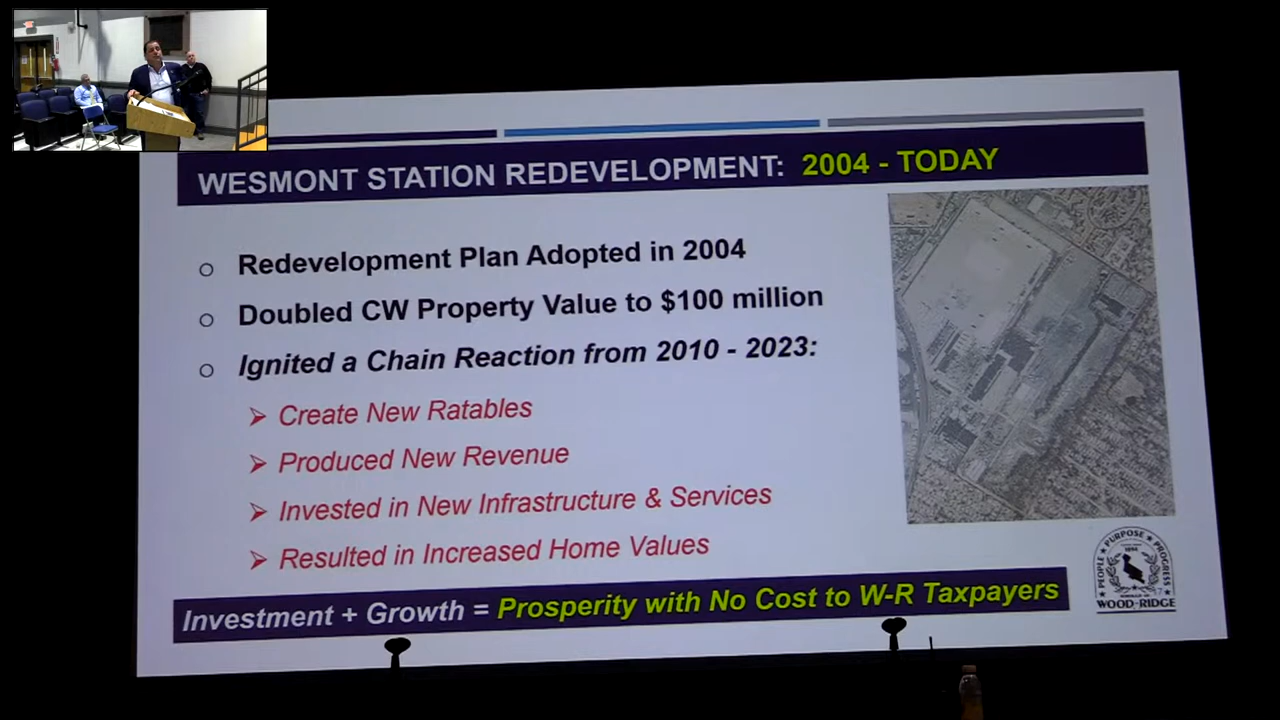 WESMONT STATION REDEVELOPMENT: 2004 - TODAY
Redevelopment Plan Adopted in 2004
Doubled CW Property Value to $100 million
Ignited a Chain Reaction from 2010 - 2023:
Create New Ratables
Produced New Revenue
Invested in New Infrastructure & Services
Resulted in Increased Home Values
Investment + Growth = Prosperity with No Cost to W-R Taxpayers
PEOPLE PURPOSE PROGRESS
1894
WOOD-RIDGE